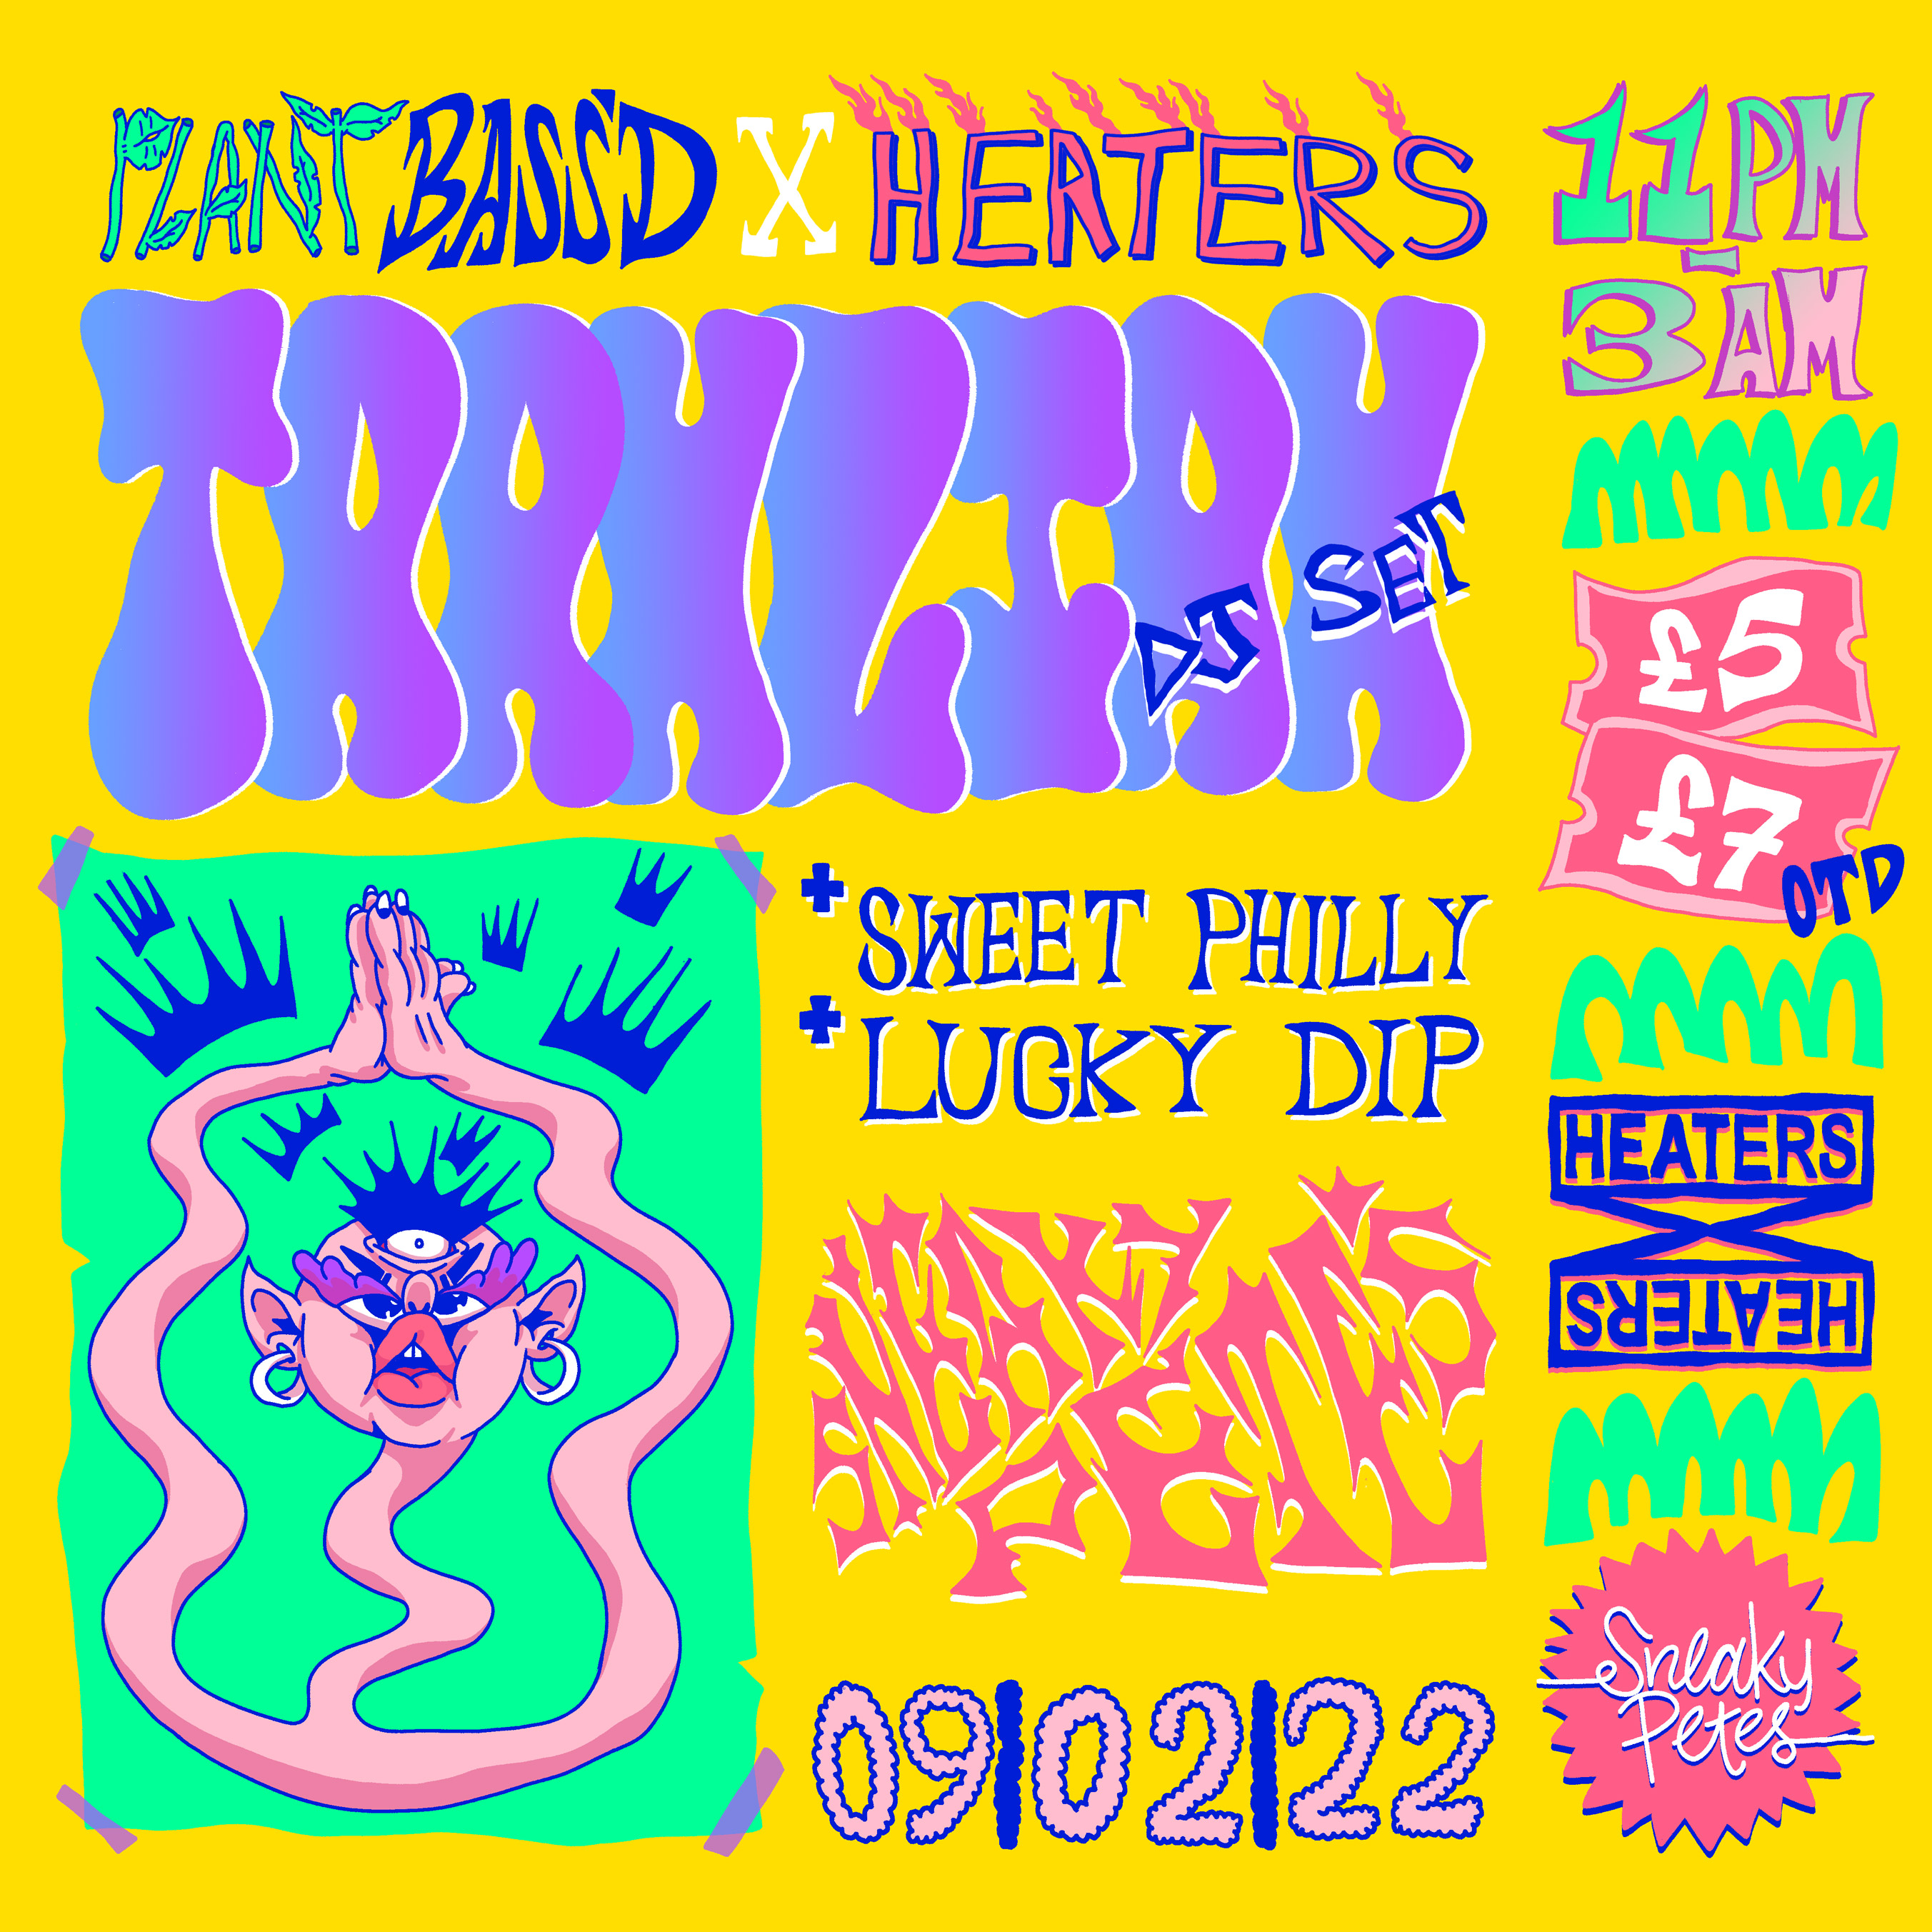 PLANT BASS'D X HEATERS
TAAHLIAH
DJ SET
+ SWEET PHILLY
+ LUCKY DIP
09|02|22
11PM
-
3AM
£5
£7
OTD
HEATERS
HEATERS
Sneaky
Petes